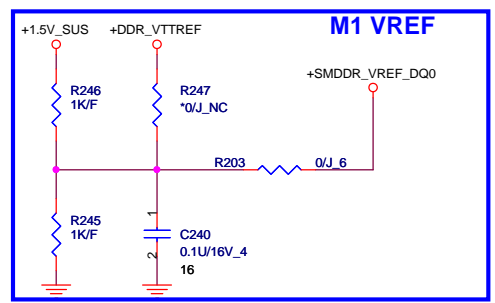 M1 VREF
+1.5V_SUS
+DDR_VTTREF
+SMDDR_VREF_DQ0
R246
1K/F
R247
*0/J_NC
R203
0/J_6
R245
1K/F
1
2
C240
0.1U/16V_4
16